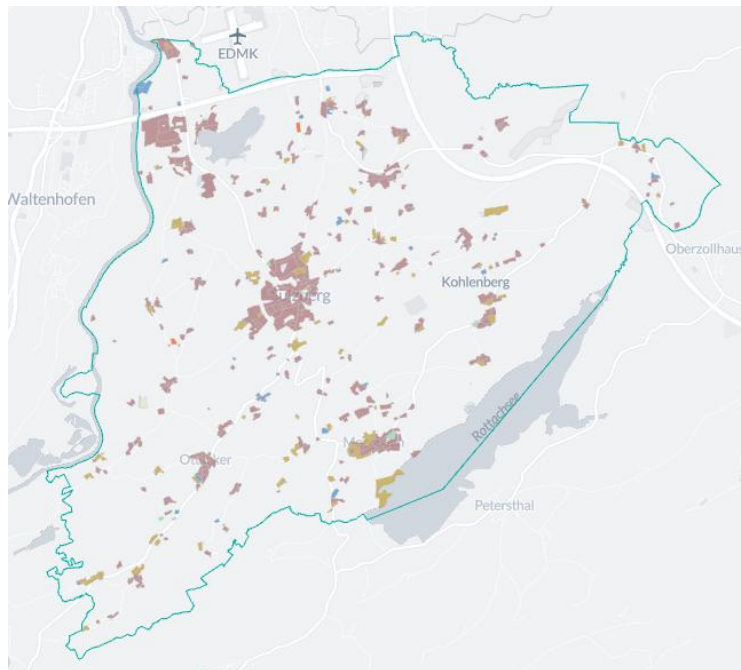 EDMK
Waltenhofen
Oberzollhaus
Kohlenberg
Rottachsee
Petersthal